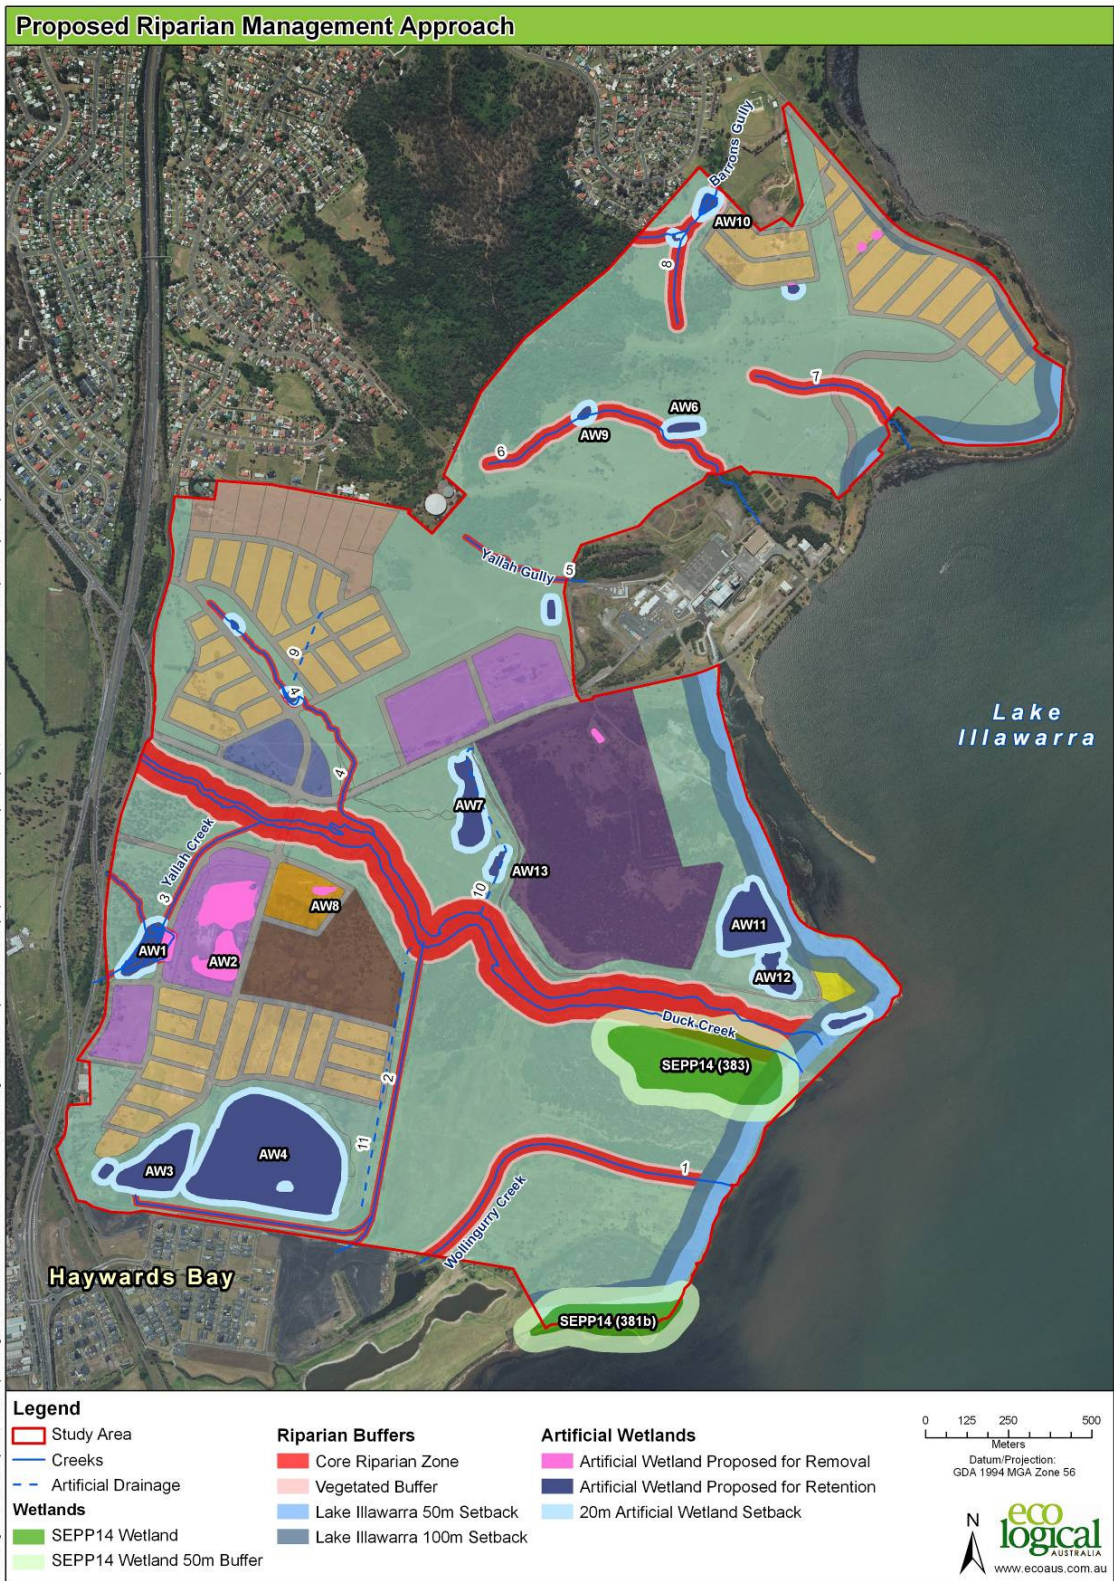 Proposed Riparian Management Approach
Barrons Gully
AW10
8
7
AW6
AW9
6
Yallah Gully
5
9
4
4
Lake
Illawarra
AW7
AW13
10
Yallah Creek
3
AW8
AW1
AW2
AW11
AW12
Duck Creek
SEPP14 (383)
2
11
AW4
AW3
1
Wollingurry Creek
Haywards Bay
SEPP14 (381b)
Legend
Study Area
Creeks
Artificial Drainage
Wetlands
SEPP14 Wetland
SEPP14 Wetland 50m Buffer
Riparian Buffers
Core Riparian Zone
Vegetated Buffer
Lake Illawarra 50m Setback
Lake Illawarra 100m Setback
Artificial Wetlands
Artificial Wetland Proposed for Removal
Artificial Wetland Proposed for Retention
20m Artificial Wetland Setback
0 125 250 500
Meters
Datum/Projection:
GDA 1994 MGA Zone 56
N
eco
logical
AUSTRALIA
www.ecoaus.com.au